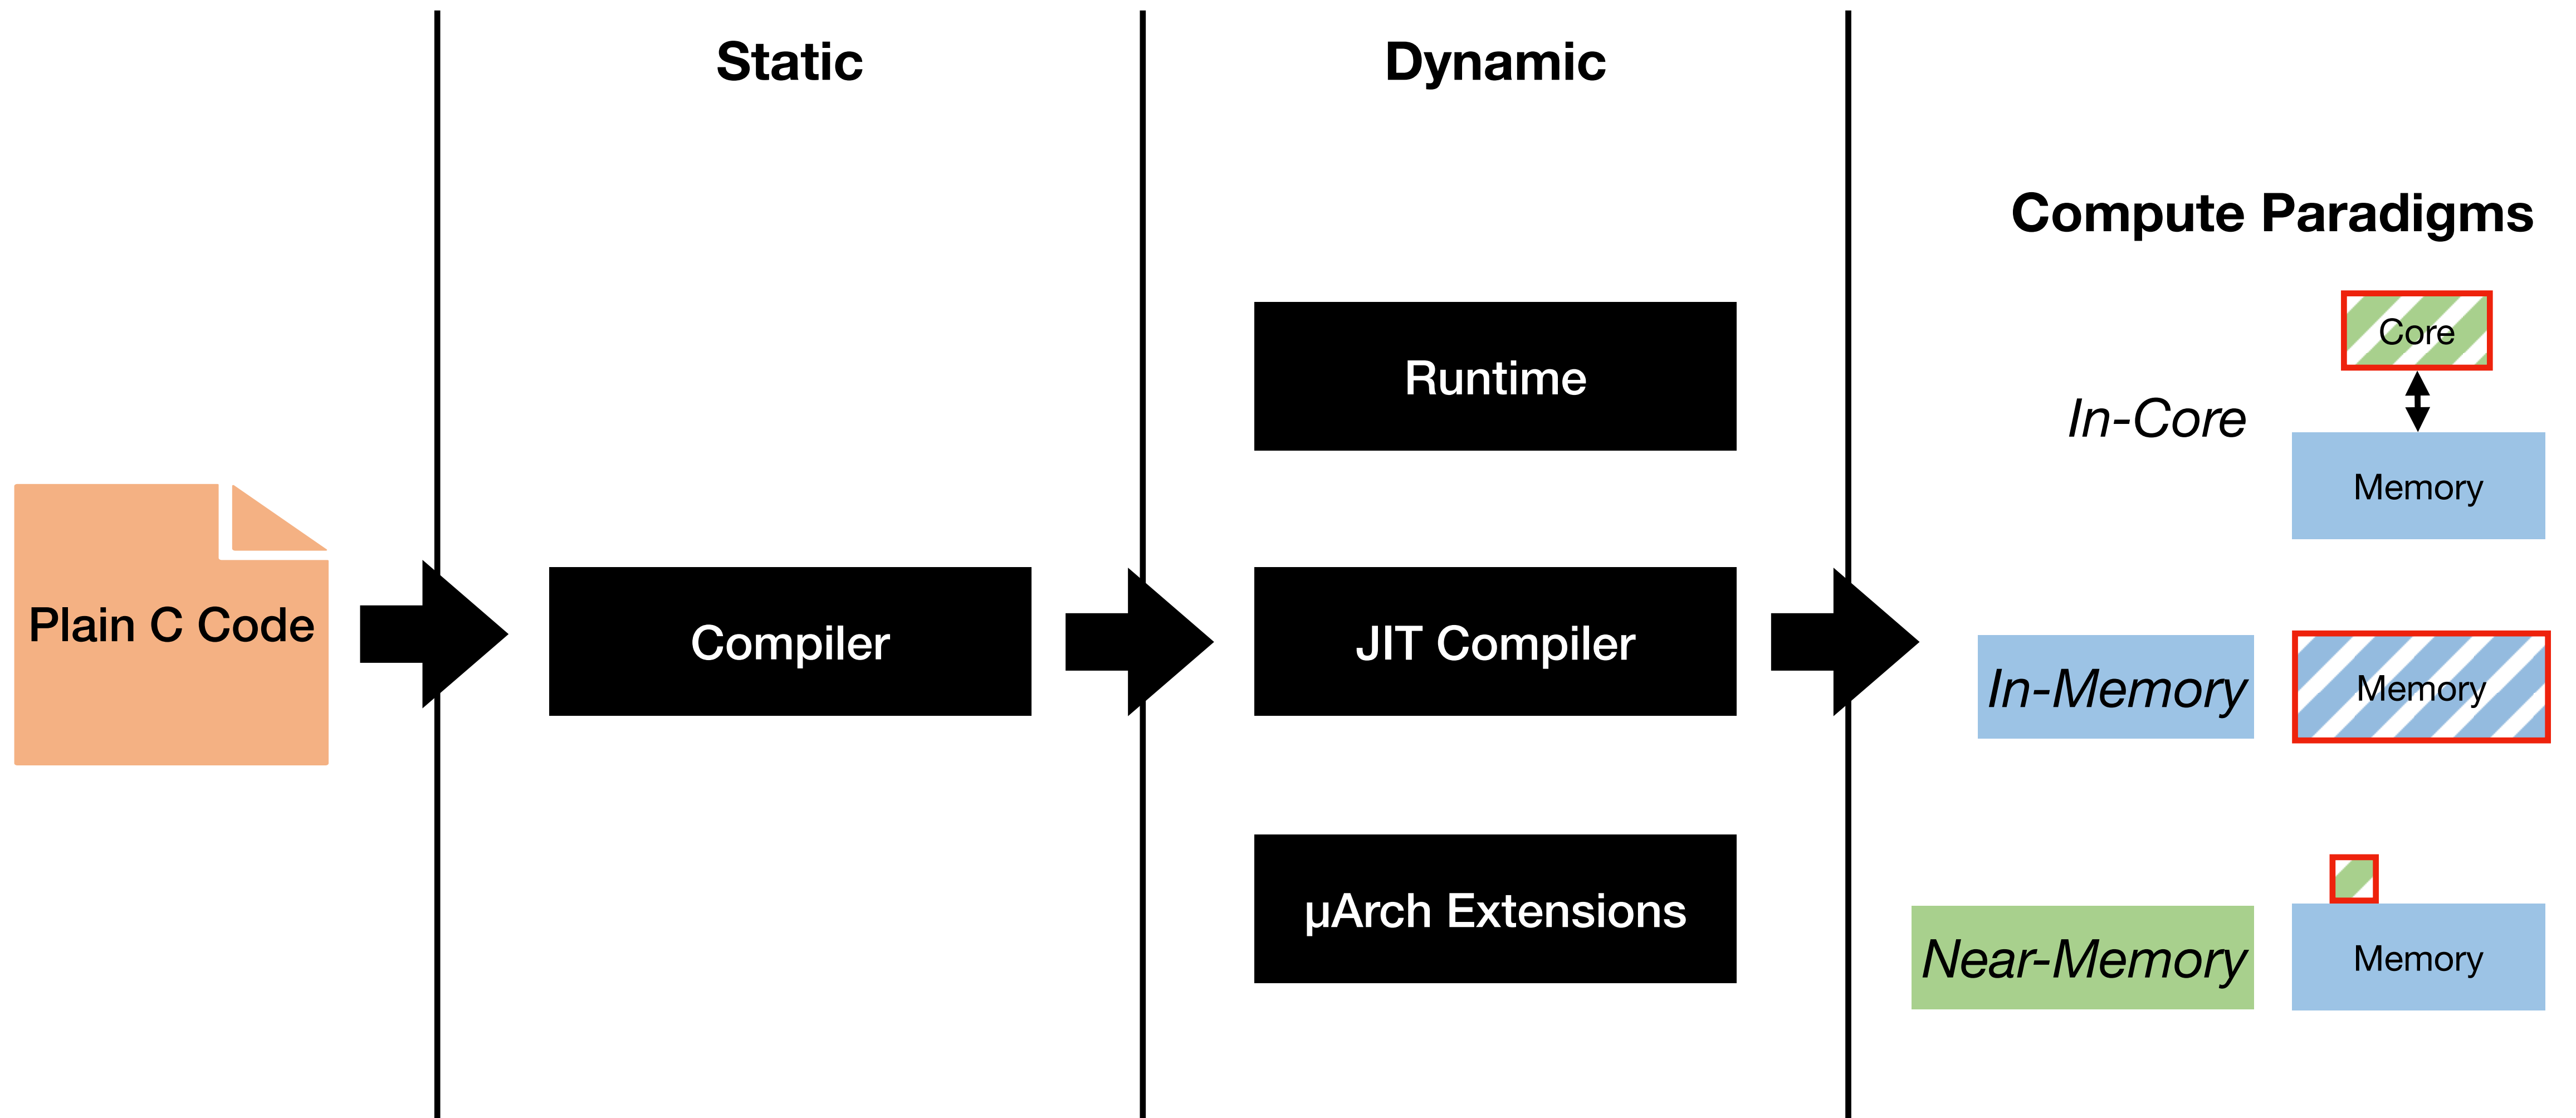 Static
Dynamic
Compute Paradigms
Plain C Code
Compiler
Runtime
JIT Compiler
µArch Extensions
In-Core
Core
Memory
In-Memory
Memory
Near-Memory
Memory